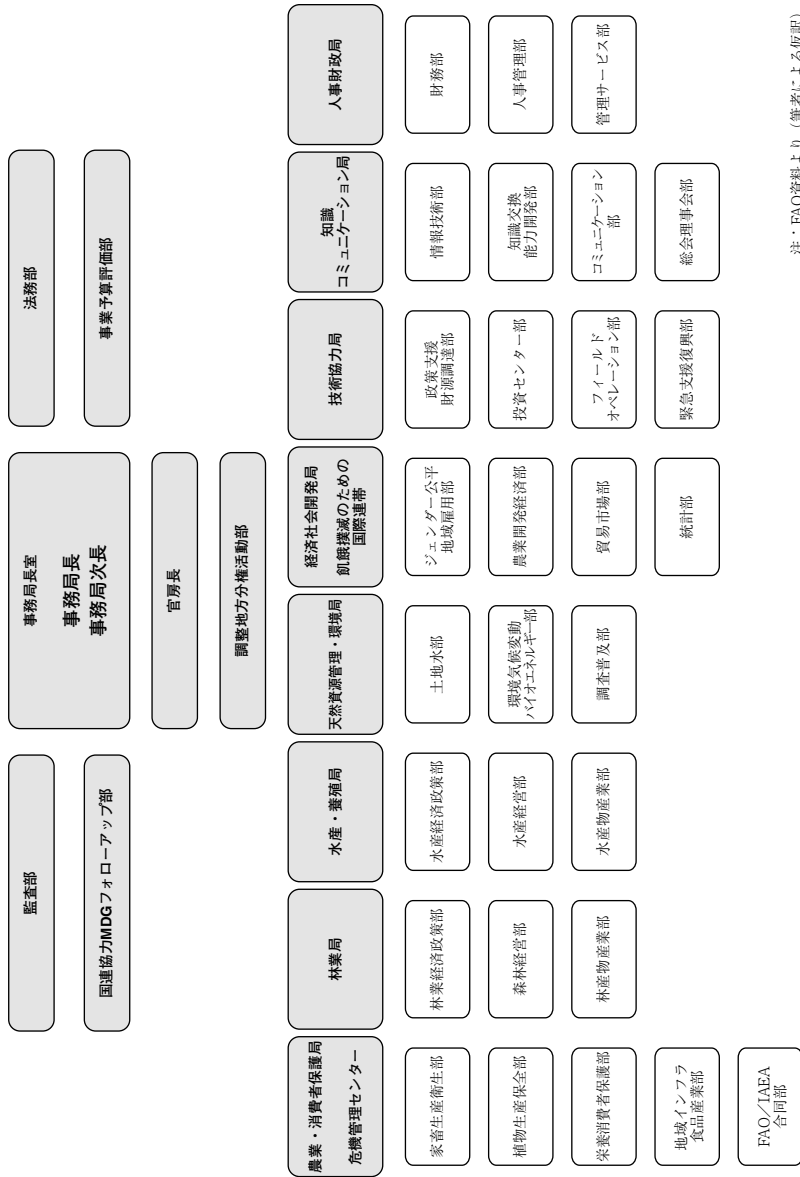 監査部
国連協力MDGフォローアップ部
事務局長室
事務局長
事務局次長
官房長
調整地方分権活動部
法務部
事業予算評価部
農業・消費者保護局
危機管理センター
家畜生産衛生部
植物生産保全部
栄養消費者保護部
地域インフラ
食品産業部
FAO／IAEA
合同部
林業局
林業経済政策部
森林経営部
林産物産業部
水産・養殖局
水産経済政策部
水産経営部
水産物産業部
天然資源管理・環境局
土地水部
環境気候変動
バイオエネルギー部
調査普及部
経済社会開発局
飢餓撲滅のための
国際連帯
ジェンダー公平
地域雇用部
農業開発経済部
貿易市場部
統計部
技術協力局
政策支援
財源調達部
投資センター部
フィールド
オペレーション部
緊急支援復興部
知識
コミュニケーション局
情報技術部
知識交換
能力開発部
コミュニケーション
部
総会理事会部
人事財政局
財務部
人事管理部
管理サービス部
注：FAO資料より（筆者による仮訳）